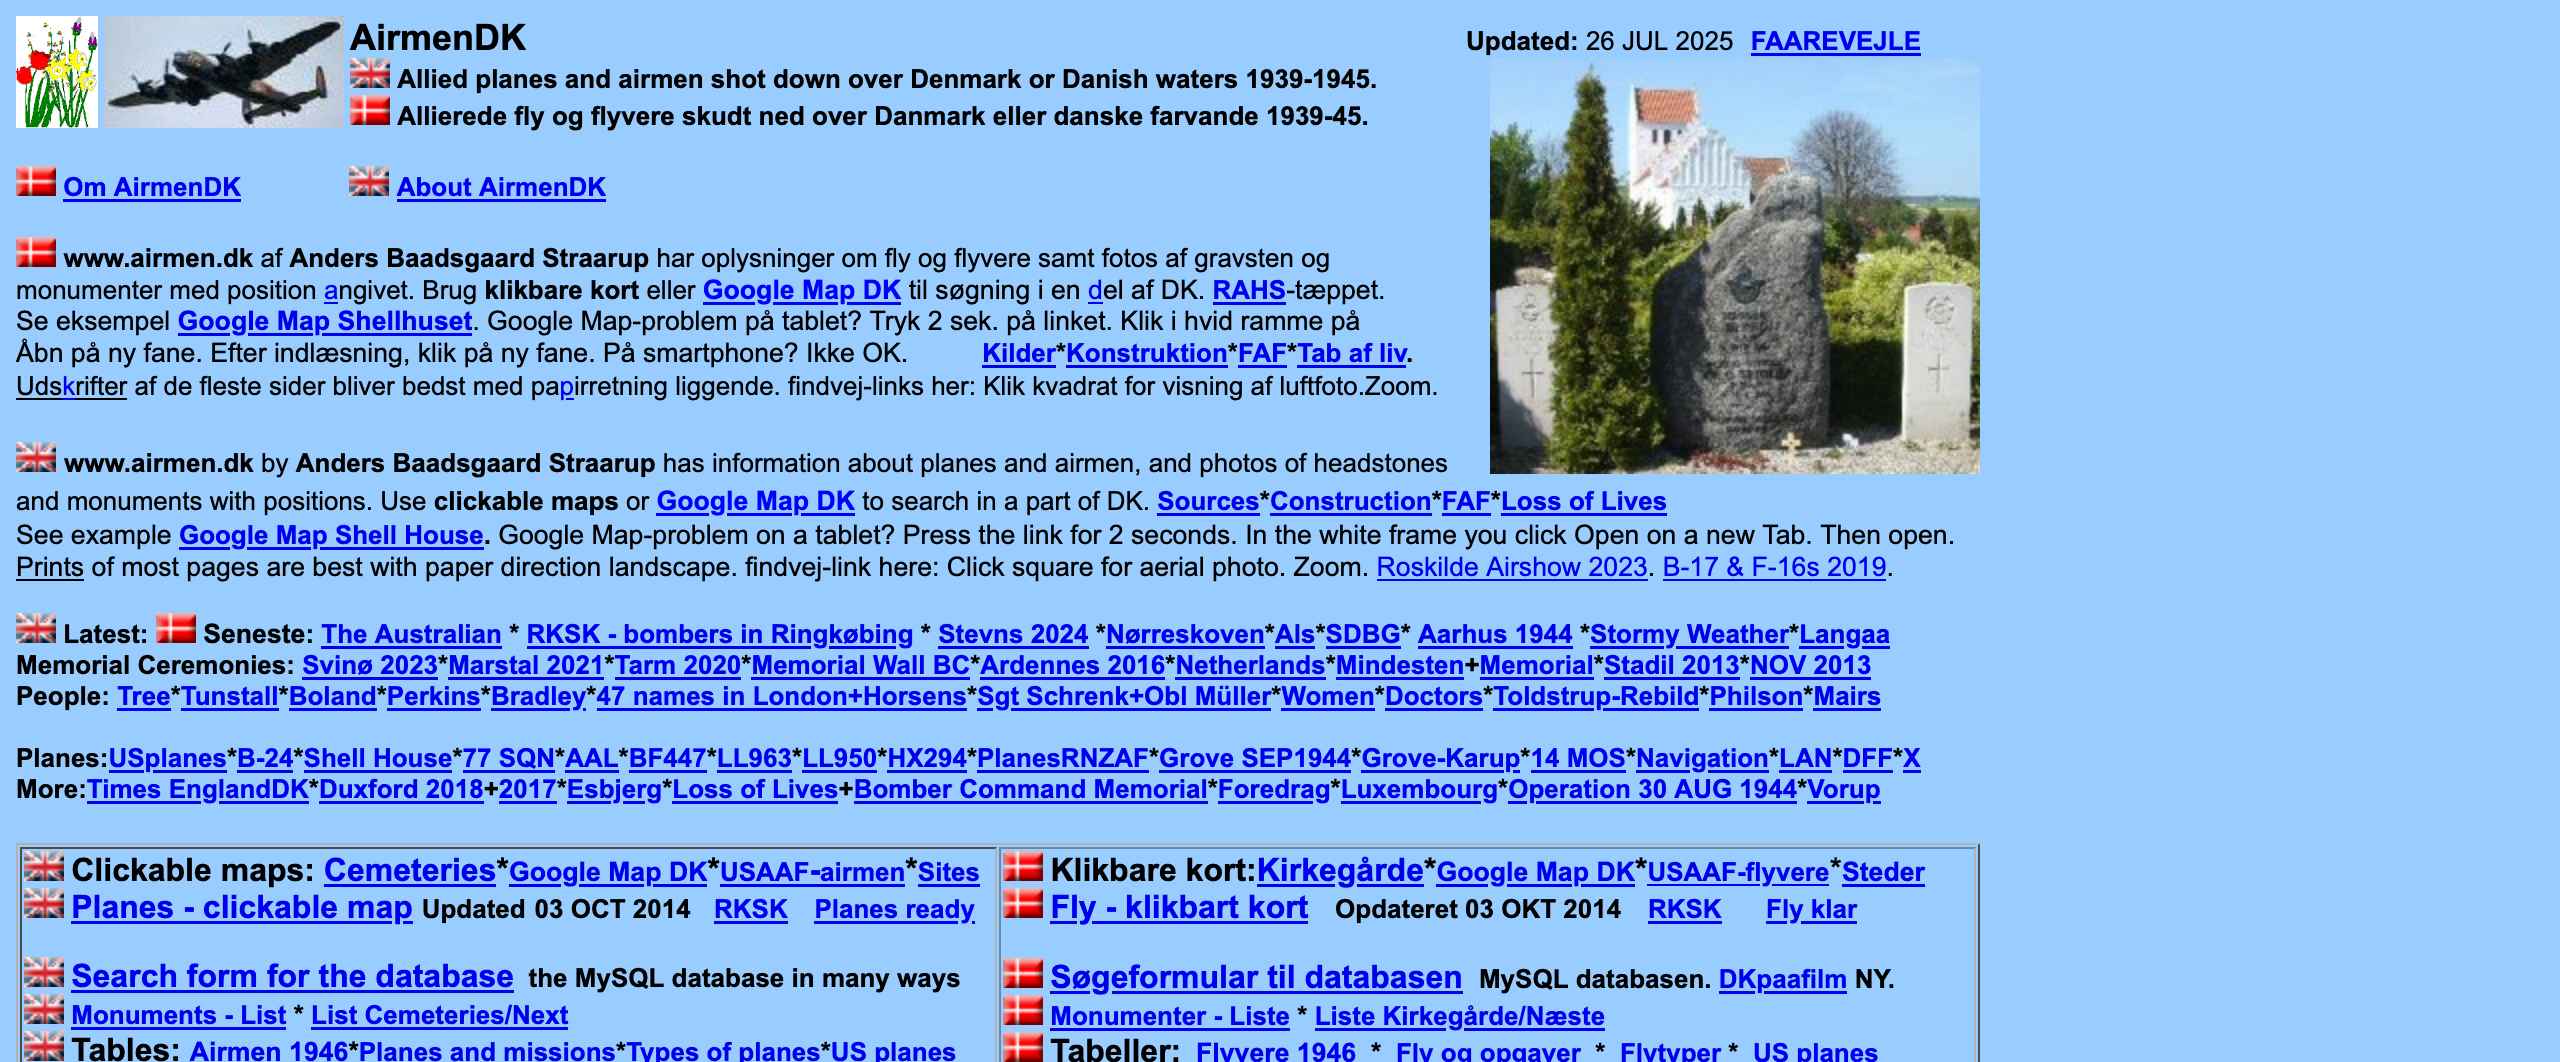 AirmenDK
Updated: 26 JUL 2025 FAAREVEJLE
Allied planes and airmen shot down over Denmark or Danish waters 1939-1945.
Allierede fly og flyvere skudt ned over Danmark eller danske farvande 1939-45.
Om AirmenDK About AirmenDK
www.airmen.dk af Anders Baadsgaard Straarup har oplysninger om fly og flyvere samt fotos af gravsten og
monumenter med position angivet. Brug klikbare kort eller Google Map DK til søgning i en del af DK. RAHS-tæppet.
Se eksempel Google Map Shellhuset. Google Map-problem på tablet? Tryk 2 sek. på linket. Klik i hvid ramme på
Åbn på ny fane. Efter indlæsning, klik på ny fane. På smartphone? Ikke OK. Kilder*Konstruktion*FAF*Tab af liv.
Udskrifter af de fleste sider bliver bedst med papirretning liggende. findvej-links her: Klik kvadrat for visning af luftfoto.Zoom.
www.airmen.dk by Anders Baadsgaard Straarup has information about planes and airmen, and photos of headstones
and monuments with positions. Use clickable maps or Google Map DK to search in a part of DK. Sources*Construction*FAF*Loss of Lives
See example Google Map Shell House. Google Map-problem on a tablet? Press the link for 2 seconds. In the white frame you click Open on a new Tab. Then open.
Prints of most pages are best with paper direction landscape. findvej-link here: Click square for aerial photo. Zoom. Roskilde Airshow 2023. B-17 & F-16s 2019.
Latest: Seneste: The Australian * RKSK - bombers in Ringkøbing * Stevns 2024 *Nørreskoven*Als*SDBG* Aarhus 1944 *Stormy Weather*Langaa
Memorial Ceremonies: Svinø 2023*Marstal 2021*Tarm 2020*Memorial Wall BC*Ardennes 2016*Netherlands*Mindesten+Memorial*Stadil 2013*NOV 2013
People: Tree*Tunstall*Boland*Perkins*Bradley*47 names in London+Horsens*Sgt Schrenk+Obl Müller*Women*Doctors*Toldstrup-Rebild*Philson*Mairs
Planes:USplanes*B-24*Shell House*77 SQN*AAL*BF447*LL963*LL950*HX294*PlanesRNZAF*Grove SEP1944*Grove-Karup*14 MOS*Navigation*LAN*DFF*X
More:Times EnglandDK*Duxford 2018+2017*Esbjerg*Loss of Lives+Bomber Command Memorial*Foredrag*Luxembourg*Operation 30 AUG 1944*Vorup
Clickable maps: Cemeteries*Google Map DK*USAAF-airmen*Sites
Planes - clickable map Updated 03 OCT 2014 RKSK Planes ready
Search form for the database the MySQL database in many ways
Monuments - List * List Cemeteries/Next
Tables: Airmen 1946*Planes and missions*Types of planes*US planes
Klikbare kort:Kirkegårde*Google Map DK*USAAF-flyvere*Steder
Fly - klikbart kort Opdateret 03 OKT 2014 RKSK Fly klar
Søgeformular til databasen MySQL databasen. DKpaafilm NY.
Monumenter - Liste * Liste Kirkegårde/Næste
Tabeller: Flyvere 1946 * Fly og opgaver * Flytyper * US planes